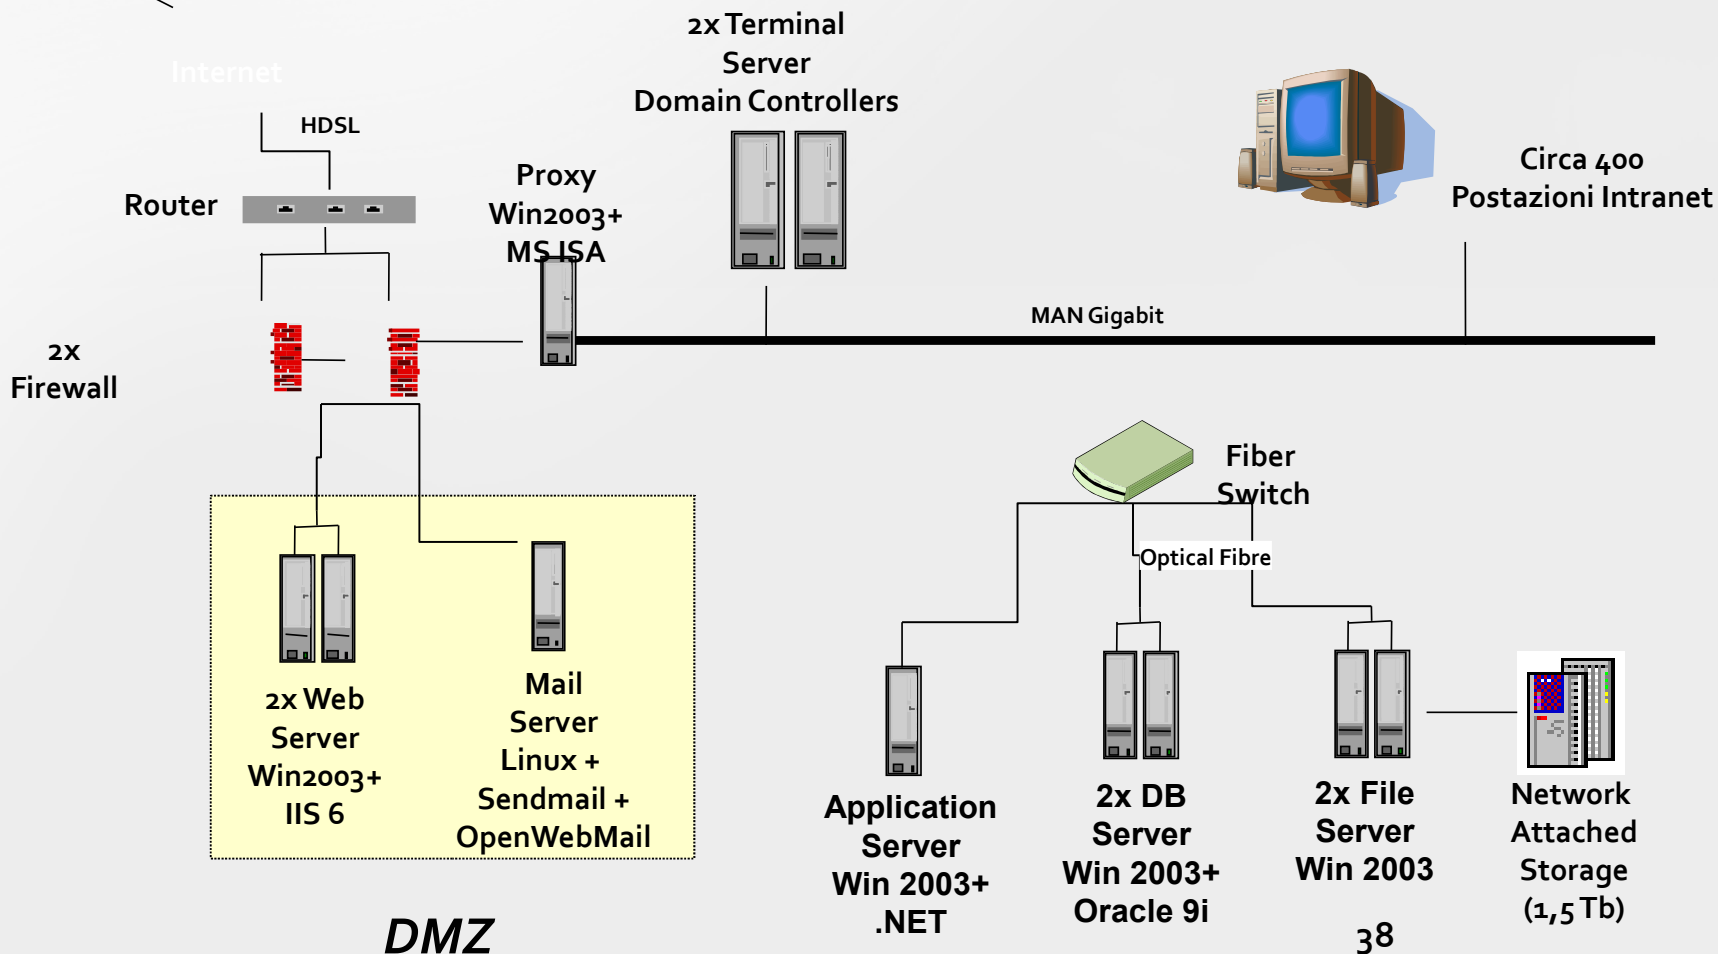 Internet
HDSL
Router
2x
Firewall
Proxy
Win2003+
MS ISA
2x Terminal
Server
Domain Controllers
MAN Gigabit
Circa 400
Postazioni Intranet
Fiber
Switch
Optical Fibre
2x Web
Server
Win2003+
IIS 6
Mail
Server
Linux +
Sendmail +
OpenWebMail
DMZ
Application
Server
Win 2003+
.NET
2x DB
Server
Win 2003+
Oracle 9i
2x File
Server
Win 2003
Network
Attached
Storage
(1,5 Tb)
38